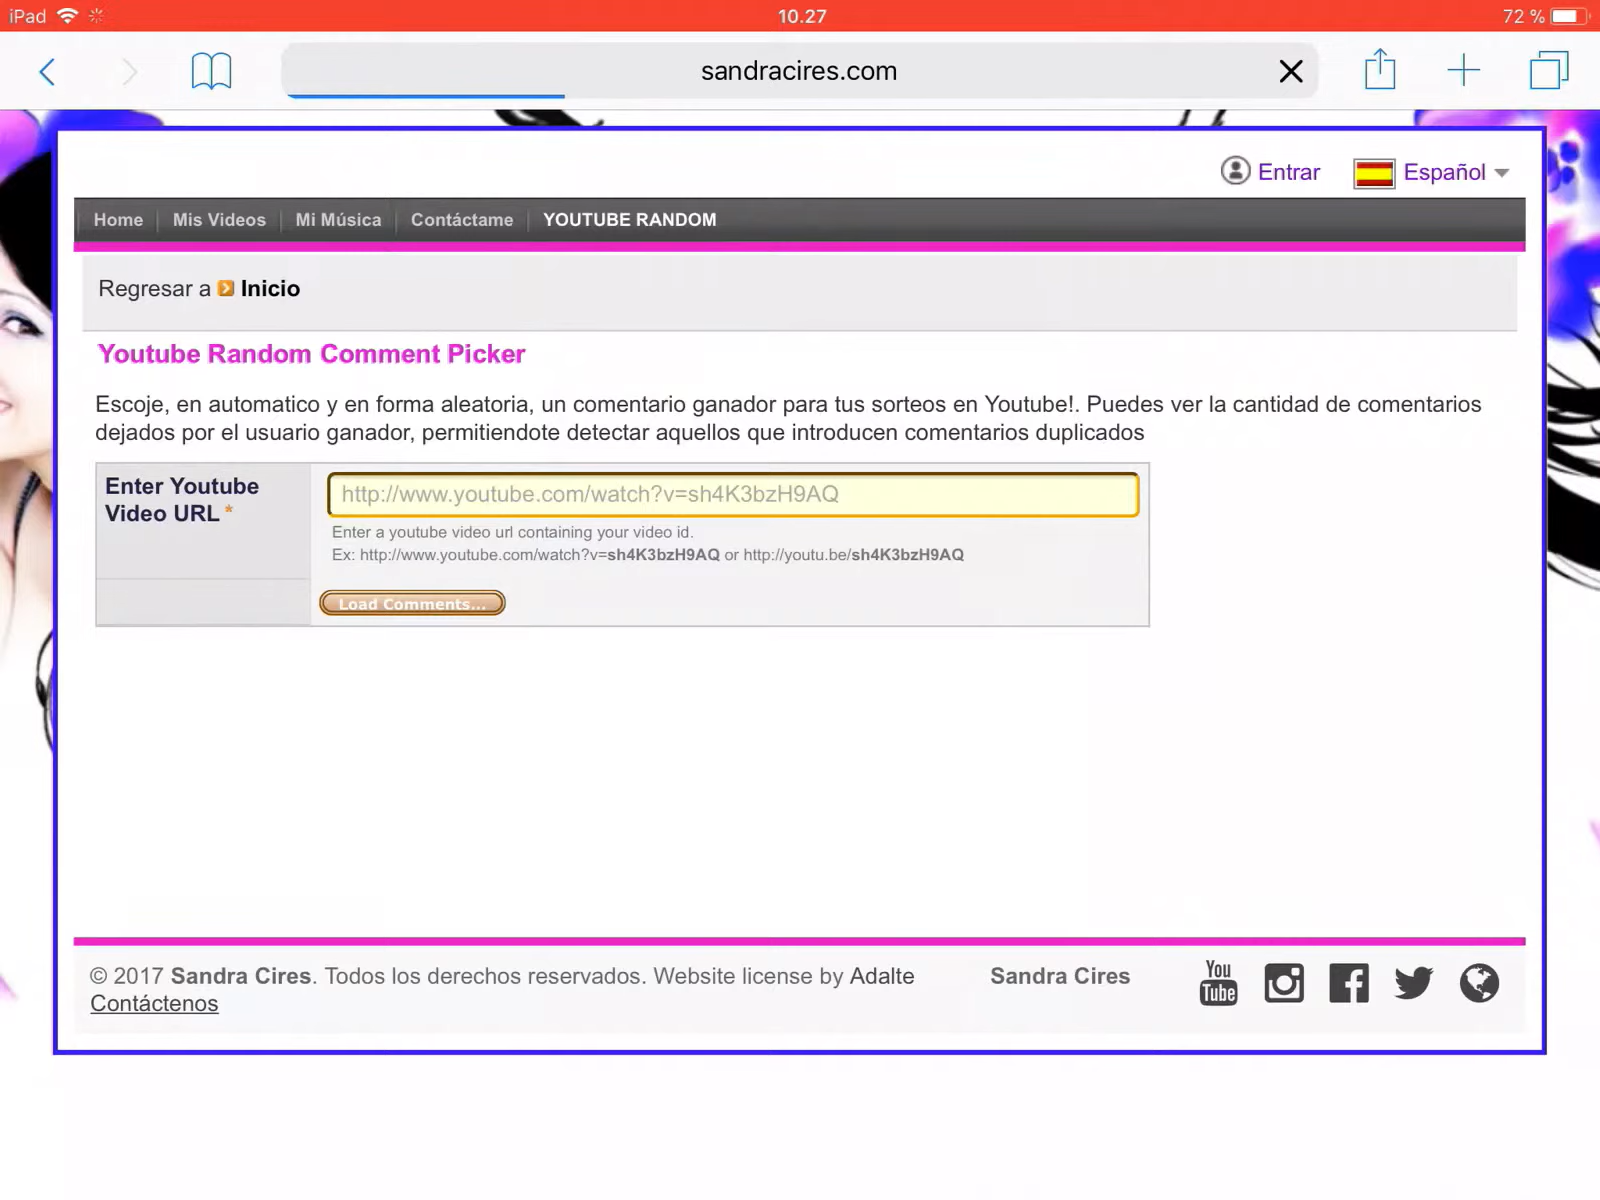 iPad
10.27
72 %
sandracires.com
Entrar
Español
Home
Mis Videos
Mi Música
Contáctame
YOUTUBE RANDOM
Regresar a Inicio
Youtube Random Comment Picker
Escoje, en automatico y en forma aleatoria, un comentario ganador para tus sorteos en Youtube!. Puedes ver la cantidad de comentarios
dejados por el usuario ganador, permitiendote detectar aquellos que introducen comentarios duplicados
Enter Youtube
Video URL *
http://www.youtube.com/watch?v=sh4K3bzH9AQ
Enter a youtube video url containing your video id.
Ex: http://www.youtube.com/watch?v=sh4K3bzH9AQ or http://youtu.be/sh4K3bzH9AQ
Load Comments...
© 2017 Sandra Cires. Todos los derechos reservados. Website license by Adalte
Contáctenos
Sandra Cires
You
Tube